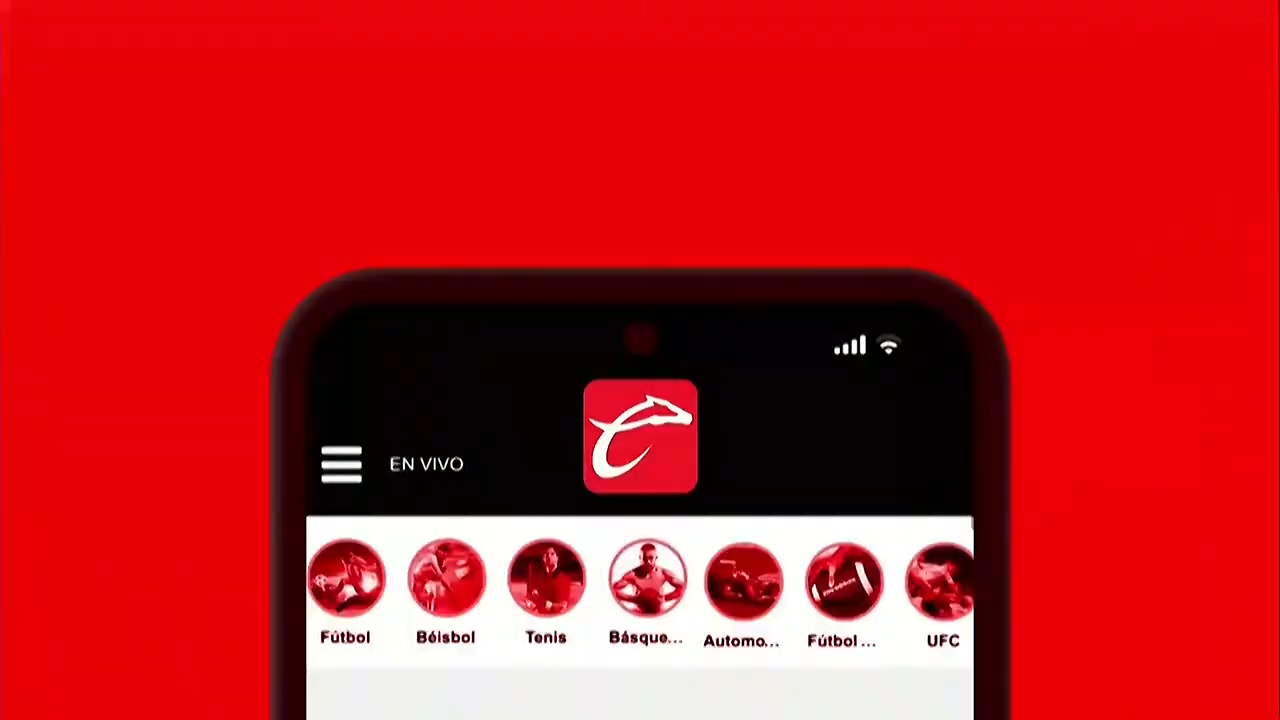 EN VIVO
Fútbol
Béisbol
Tenis
Básque...
Automo...
Fútbol ...
UFC